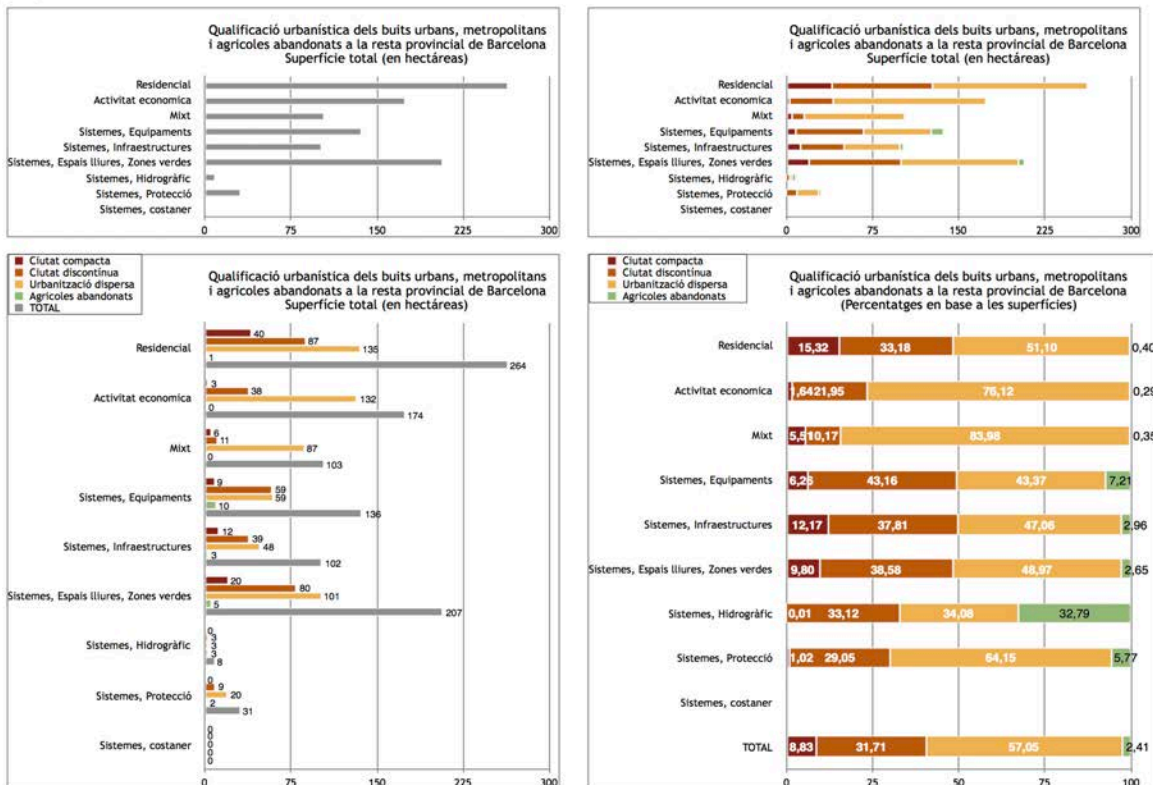 Qualificació urbanística dels buits urbans, metropolitans
i agricoles abandonats a la resta provincial de Barcelona
Superfície total (en hectáreas)
Residencial
Activitat economica
Mixt
Sistemes, Equipaments
Sistemes, Infraestructures
Sistemes, Espais lliures, Zones verdes
Sistemes, Hidrogràfic
Sistemes, Protecció
Sistemes, costaner
0 75 150 225 300
Qualificació urbanística dels buits urbans, metropolitans
i agricoles abandonats a la resta provincial de Barcelona
Superfície total (en hectáreas)
Residencial
Activitat economica
Mixt
Sistemes, Equipaments
Sistemes, Infraestructures
Sistemes, Espais lliures, Zones verdes
Sistemes, Hidrogràfic
Sistemes, Protecció
Sistemes, costaner
0 75 150 225 300
Ciutat compacta
Ciutat discontínua
Urbanització dispersa
Agricoles abandonats
TOTAL
Qualificació urbanística dels buits urbans, metropolitans
i agricoles abandonats a la resta provincial de Barcelona
Superfície total (en hectáreas)
40
87
Residencial
135
1
264
3
38
Activitat economica
132
0
174
6
11
Mixt
87
0
103
9
59
Sistemes, Equipaments
59
10
136
12
39
Sistemes, Infraestructures
48
3
102
20
80
Sistemes, Espais lliures, Zones verdes
101
5
207
0
3
Sistemes, Hidrogràfic
3
3
8
0
9
Sistemes, Protecció
20
2
31
0
0
Sistemes, costaner
0
0
0
0 75 150 225 300
Ciutat compacta
Ciutat discontínua
Urbanització dispersa
Agricoles abandonats
Qualificació urbanística dels buits urbans, metropolitans
i agricoles abandonats a la resta provincial de Barcelona
(Percentatges en base a les superfícies)
Residencial 15,32 33,18 51,10 0,40
Activitat economica 1,64 21,95 76,12 0,29
Mixt 5,5 10,17 83,98 0,35
Sistemes, Equipaments 6,26 43,16 43,37 7,21
Sistemes, Infraestructures 12,17 37,81 47,06 2,96
Sistemes, Espais lliures, Zones verdes 9,80 38,58 48,97 2,65
Sistemes, Hidrogràfic 0,01 33,12 34,08 32,79
Sistemes, Protecció 1,02 29,05 64,15 5,77
Sistemes, costaner
TOTAL 8,83 31,71 57,05 2,41
0 25 50 75 100